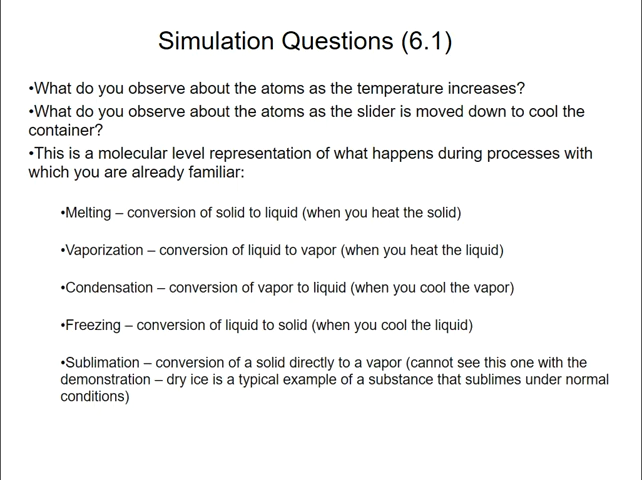 Simulation Questions (6.1)
•What do you observe about the atoms as the temperature increases?
•What do you observe about the atoms as the slider is moved down to cool the
container?
•This is a molecular level representation of what happens during processes with
which you are already familiar:
•Melting – conversion of solid to liquid (when you heat the solid)
•Vaporization – conversion of liquid to vapor (when you heat the liquid)
•Condensation – conversion of vapor to liquid (when you cool the vapor)
•Freezing – conversion of liquid to solid (when you cool the liquid)
•Sublimation – conversion of a solid directly to a vapor (cannot see this one with the
demonstration – dry ice is a typical example of a substance that sublimes under normal
conditions)